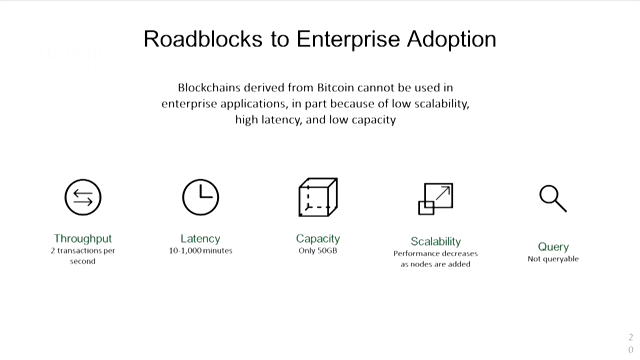 Roadblocks to Enterprise Adoption
Blockchains derived from Bitcoin cannot be used in
enterprise applications, in part because of low scalability,
high latency, and low capacity
Throughput
2 transactions per
second
Latency
10-1,000 minutes
Capacity
Only 50GB
Scalability
Performance decreases
as nodes are added
Query
Not queryable
2
0